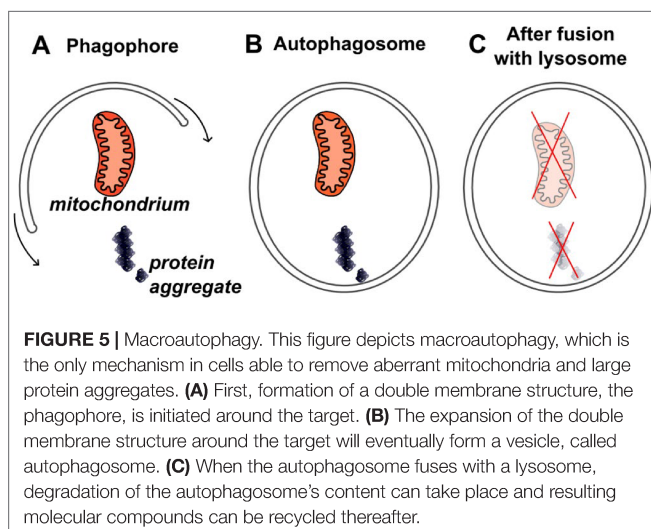 A Phagophore
B Autophagosome
C After fusion
with lysosome
mitochondrium
protein
aggregate
FIGURE 5 | Macroautophagy. This figure depicts macroautophagy, which is
the only mechanism in cells able to remove aberrant mitochondria and large
protein aggregates. (A) First, formation of a double membrane structure, the
phagophore, is initiated around the target. (B) The expansion of the double
membrane structure around the target will eventually form a vesicle, called
autophagosome. (C) When the autophagosome fuses with a lysosome,
degradation of the autophagosome's content can take place and resulting
molecular compounds can be recycled thereafter.